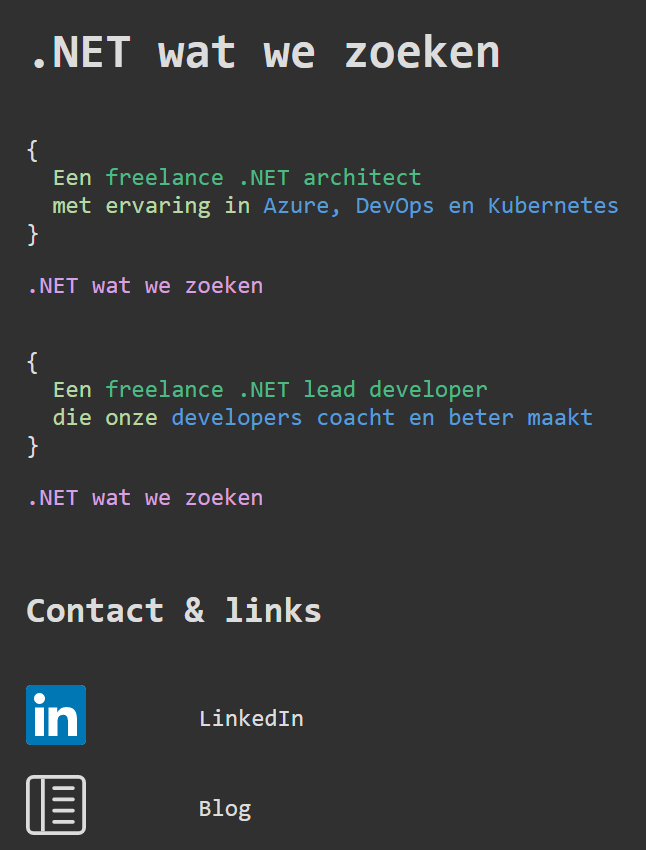 .NET wat we zoeken
{
Een freelance .NET architect
met ervaring in Azure, DevOps en Kubernetes
}
.NET wat we zoeken
{
Een freelance .NET lead developer
die onze developers coacht en beter maakt
}
.NET wat we zoeken
Contact & links
in
LinkedIn
Blog